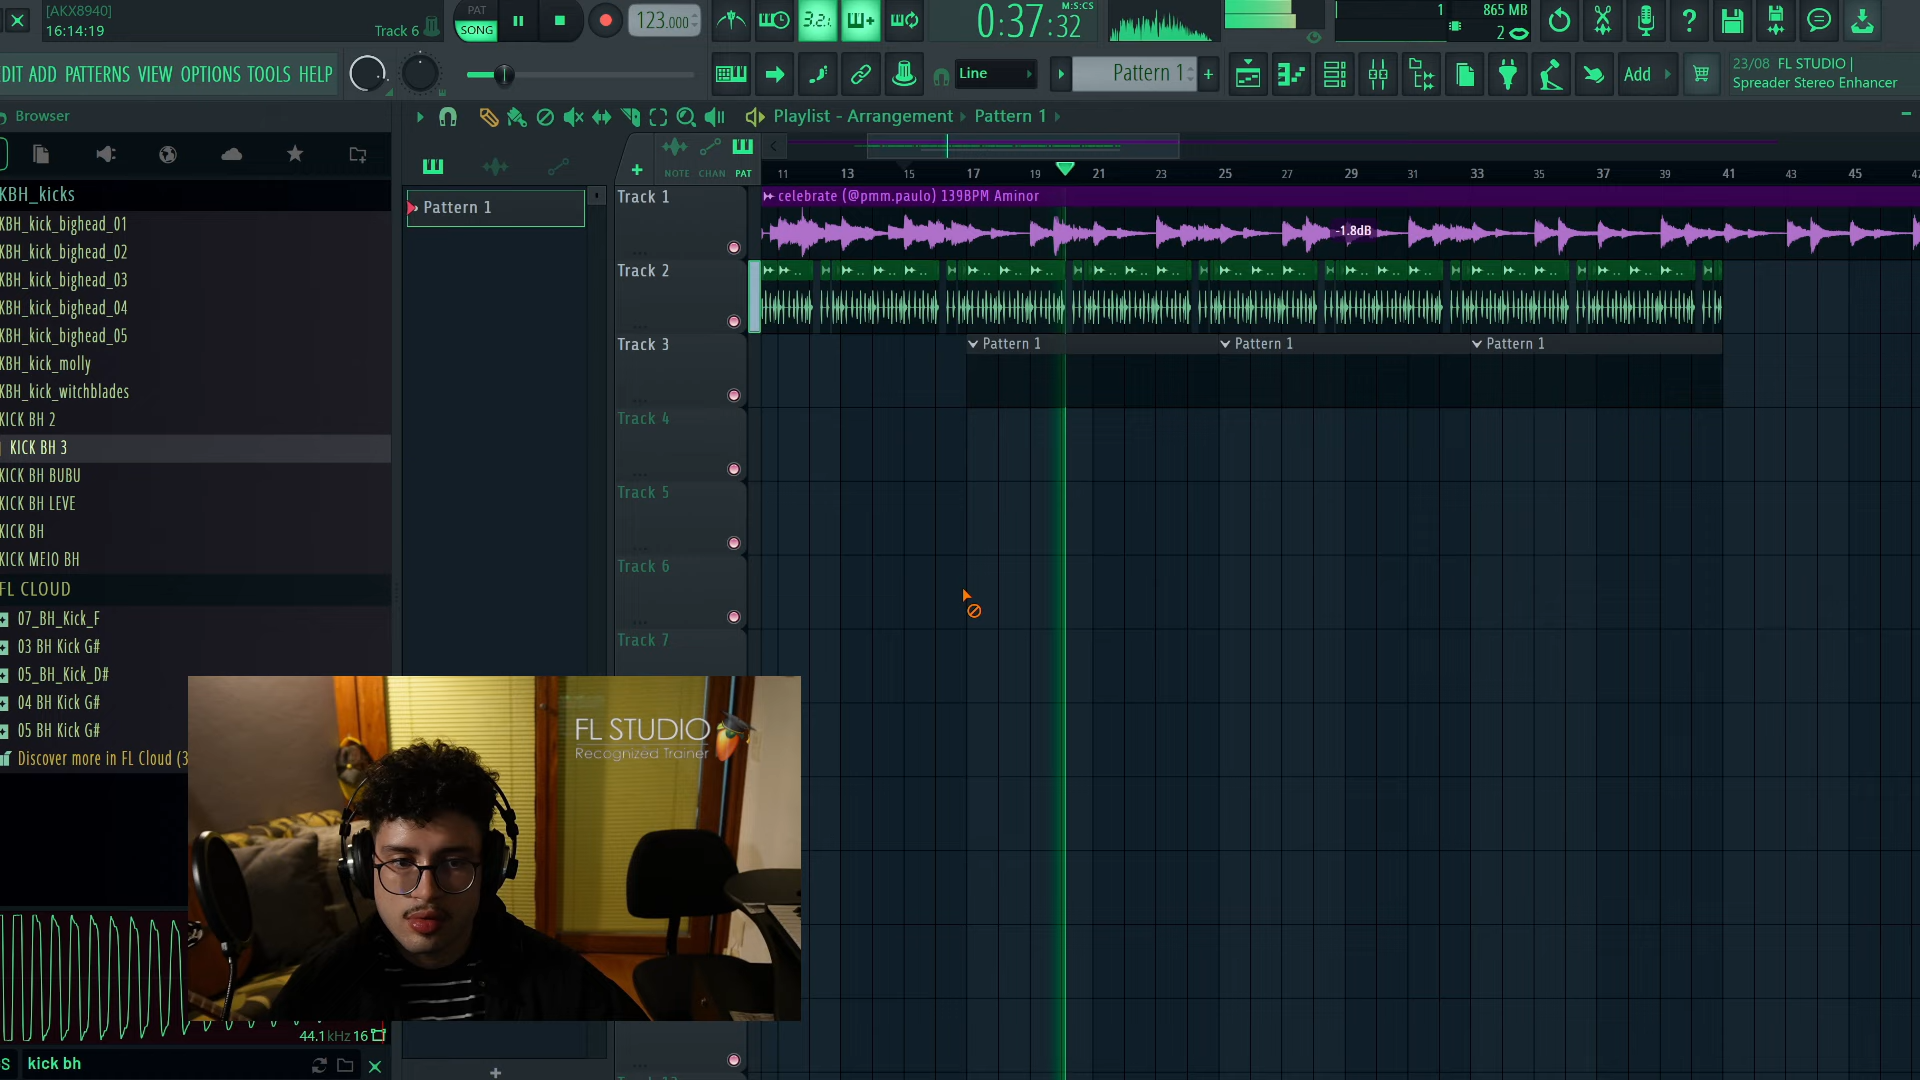 [AKX8940]
16:14:19
Track 6
PAT
SONG
123.000
3.2.
0:37:32
M:S:CS
1
865 MB
2
EDIT ADD PATTERNS VIEW OPTIONS TOOLS HELP
Line
Pattern 1
+
Add
23/08 FL STUDIO |
Spreader Stereo Enhancer
Browser
Playlist - Arrangement
Pattern 1
NOTE CHAN PAT
11 13 15 17 19 21 23 25 27 29 31 33 35 37 39 41 43 45 47
KBH_kicks
KBH_kick_bighead_01
KBH_kick_bighead_02
KBH_kick_bighead_03
KBH_kick_bighead_04
KBH_kick_bighead_05
KBH_kick_molly
KBH_kick_witchblades
KICK BH 2
KICK BH 3
KICK BH BUBU
KICK BH LEVE
KICK BH
KICK MEIO BH
FL CLOUD
07_BH_Kick_F
03 BH Kick G#
05_BH_Kick_D#
04 BH Kick G#
05 BH Kick G#
Discover more in FL Cloud (3
44.1kHz 16
kick bh
Pattern 1
Track 1
celebrate (@pmm.paulo) 139BPM Aminor
-1.8dB
Track 2
Track 3
Pattern 1
Pattern 1
Pattern 1
Track 4
Track 5
Track 6
Track 7
FL STUDIO
Recognized Trainer